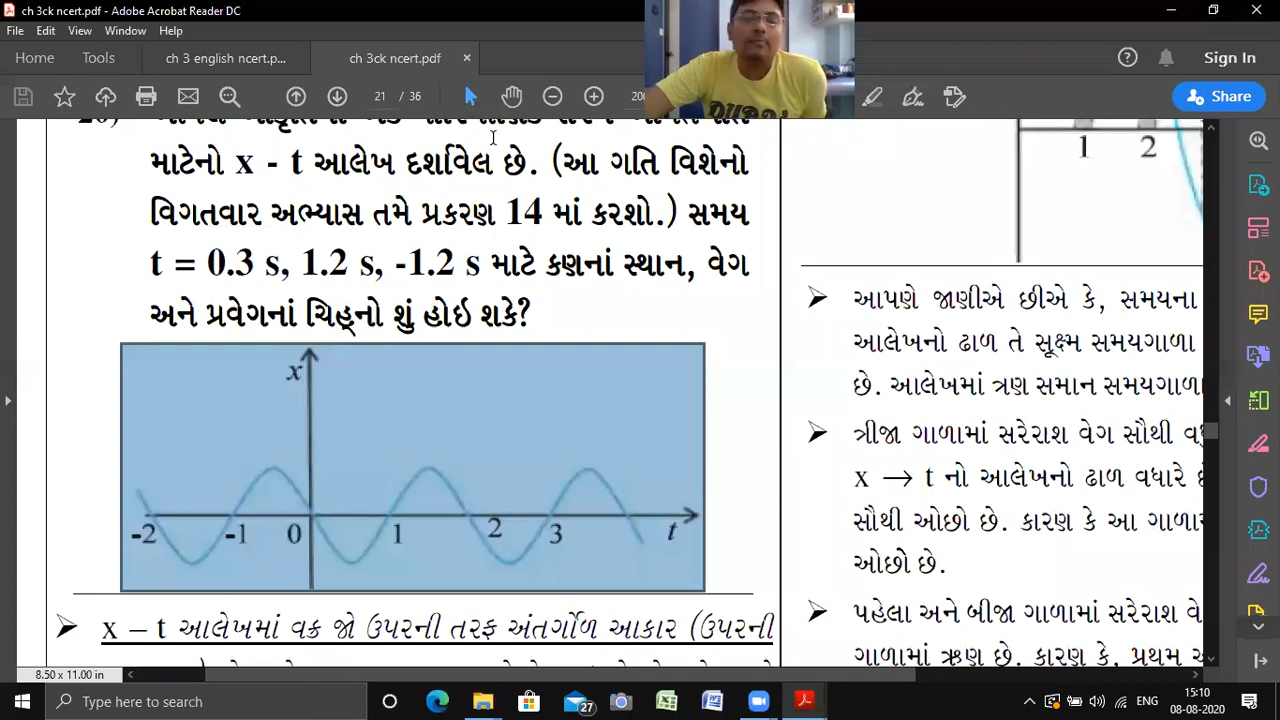 ch 3ck ncert.pdf - Adobe Acrobat Reader DC
File Edit View Window Help
Home Tools ch 3 english ncert.p... ch 3ck ncert.pdf × Sign In
21 / 36 Share
માટેનો x - t આલેખ દર્શાવેલ છે. (આ ગતિ વિશેનો
વિગતવાર અભ્યાસ તમે પ્રકરણ 14 માં કરશો.) સમય
t = 0.3 s, 1.2 s, -1.2 s માટે કણનાં સ્થાન, વેગ
અને પ્રવેગનાં ચિહ્નો શું હોઇ શકે?
x
-2 -1 0 1 2 3 t
x – t આલેખમાં વક્ર જો ઉપરની તરફ અંતર્ગોળ આકાર (ઉપરની
1 2
➢ આપણે જાણીએ છીએ કે, સમયના
આલેખનો ઢાળ તે સૂક્ષ્મ સમયગાળા
છે. આલેખમાં ત્રણ સમાન સમયગાળા
➢ ત્રીજા ગાળામાં સરેરાશ વેગ સૌથી
x → t નો આલેખનો ઢાળ વધારે
સૌથી ઓછો છે. કારણ કે આ ગાળા
ઓછો છે.
➢ પહેલા અને બીજા ગાળામાં સરેરાશ
ગાળામાં ઋણ છે. કારણ કે, પ્રથમ
8.50 x 11.00 in
Type here to search
27
ENG
15:10
08-08-2020